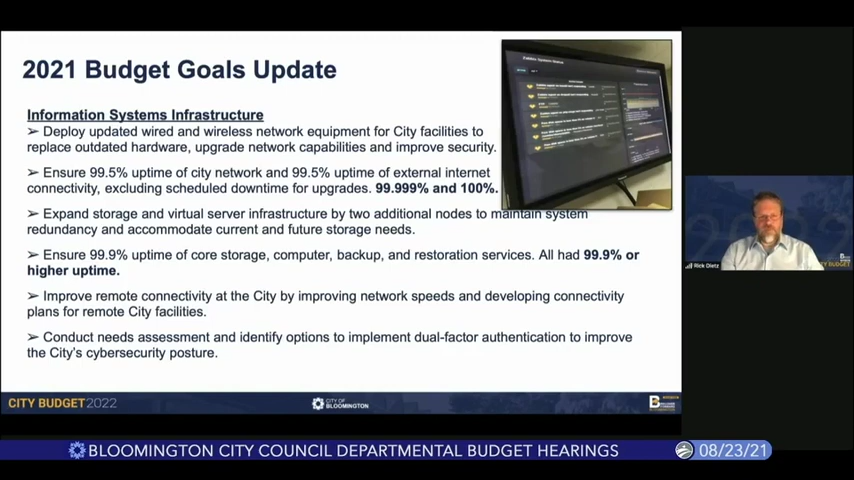 2021 Budget Goals Update
Information Systems Infrastructure
➢ Deploy updated wired and wireless network equipment for City facilities to
replace outdated hardware, upgrade network capabilities and improve security.
➢ Ensure 99.5% uptime of city network and 99.5% uptime of external internet
connectivity, excluding scheduled downtime for upgrades. 99.999% and 100%.
➢ Expand storage and virtual server infrastructure by two additional nodes to maintain system
redundancy and accommodate current and future storage needs.
➢ Ensure 99.9% uptime of core storage, computer, backup, and restoration services. All had 99.9% or
higher uptime.
➢ Improve remote connectivity at the City by improving network speeds and developing connectivity
plans for remote City facilities.
➢ Conduct needs assessment and identify options to implement dual-factor authentication to improve
the City's cybersecurity posture.
CITY BUDGET2022
CITY OF
BLOOMINGTON
Rick Dietz
BLOOMINGTON CITY COUNCIL DEPARTMENTAL BUDGET HEARINGS
08/23/21